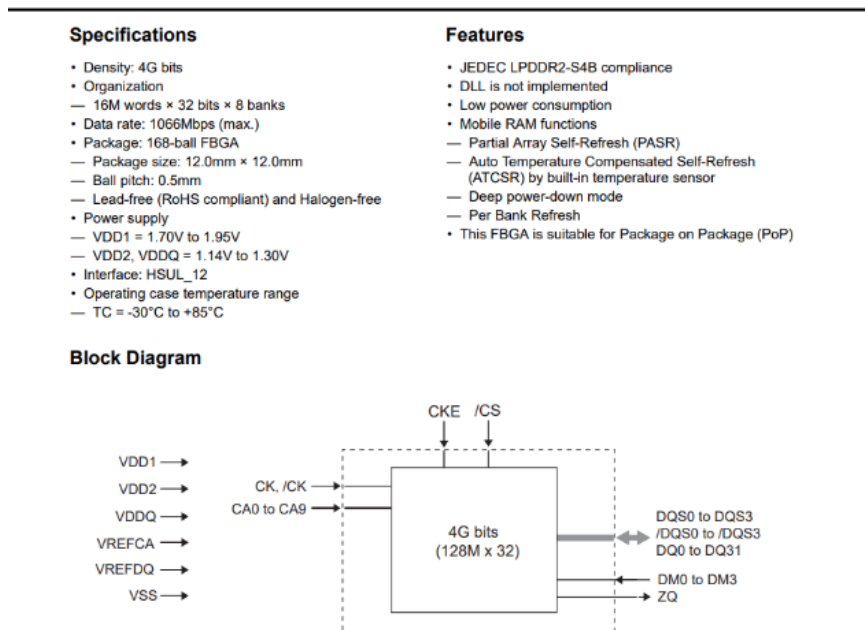 Specifications
• Density: 4G bits
• Organization
— 16M words × 32 bits × 8 banks
• Data rate: 1066Mbps (max.)
• Package: 168-ball FBGA
— Package size: 12.0mm × 12.0mm
— Ball pitch: 0.5mm
— Lead-free (RoHS compliant) and Halogen-free
• Power supply
— VDD1 = 1.70V to 1.95V
— VDD2, VDDQ = 1.14V to 1.30V
• Interface: HSUL_12
• Operating case temperature range
— TC = -30°C to +85°C
Features
• JEDEC LPDDR2-S4B compliance
• DLL is not implemented
• Low power consumption
• Mobile RAM functions
— Partial Array Self-Refresh (PASR)
— Auto Temperature Compensated Self-Refresh
(ATCSR) by built-in temperature sensor
— Deep power-down mode
— Per Bank Refresh
• This FBGA is suitable for Package on Package (PoP)
Block Diagram
CKE /CS
VDD1
VDD2
VDDQ
VREFCA
VREFDQ
VSS
CK, /CK
CA0 to CA9
4G bits
(128M x 32)
DQS0 to DQS3
/DQS0 to /DQS3
DQ0 to DQ31
DM0 to DM3
ZQ